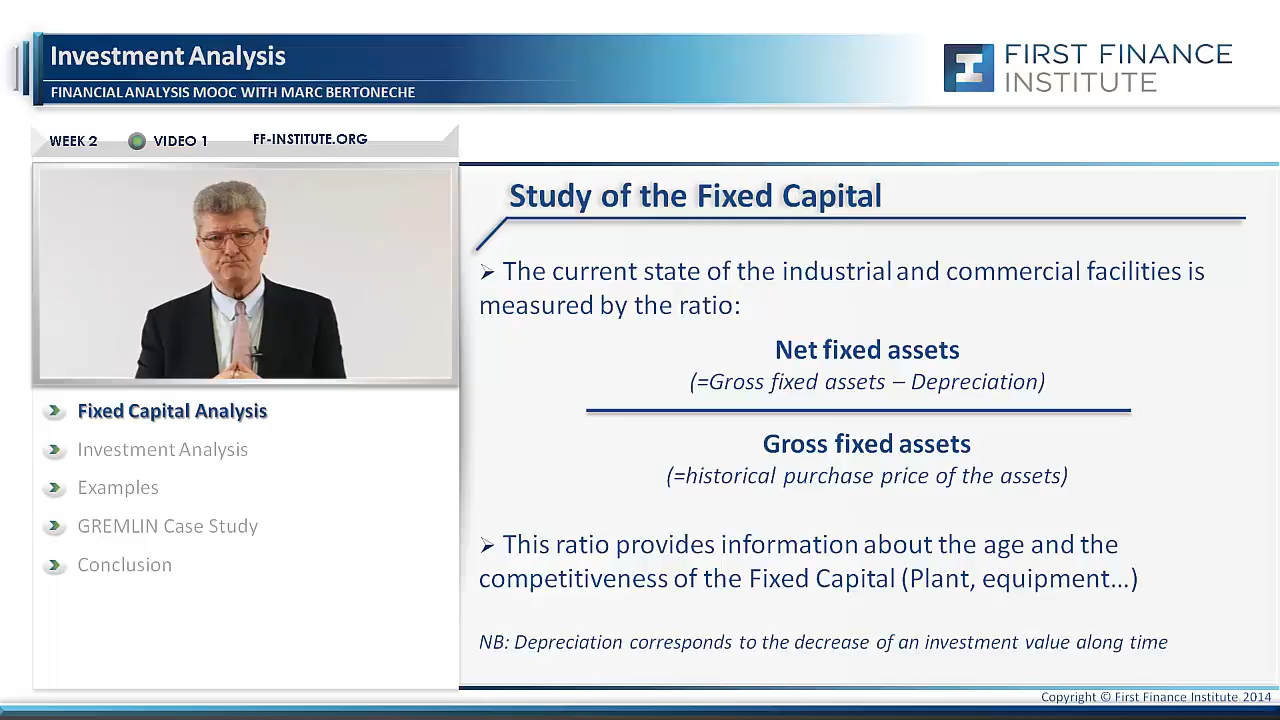 Investment Analysis
FINANCIAL ANALYSIS MOOC WITH MARC BERTONECHE
FIRST FINANCE
INSTITUTE
WEEK 2 VIDEO 1 FF-INSTITUTE.ORG
Fixed Capital Analysis
Investment Analysis
Examples
GREMLIN Case Study
Conclusion
Study of the Fixed Capital
The current state of the industrial and commercial facilities is
measured by the ratio:
Net fixed assets
(=Gross fixed assets – Depreciation)
Gross fixed assets
(=historical purchase price of the assets)
This ratio provides information about the age and the
competitiveness of the Fixed Capital (Plant, equipment…)
NB: Depreciation corresponds to the decrease of an investment value along time
Copyright © First Finance Institute 2014